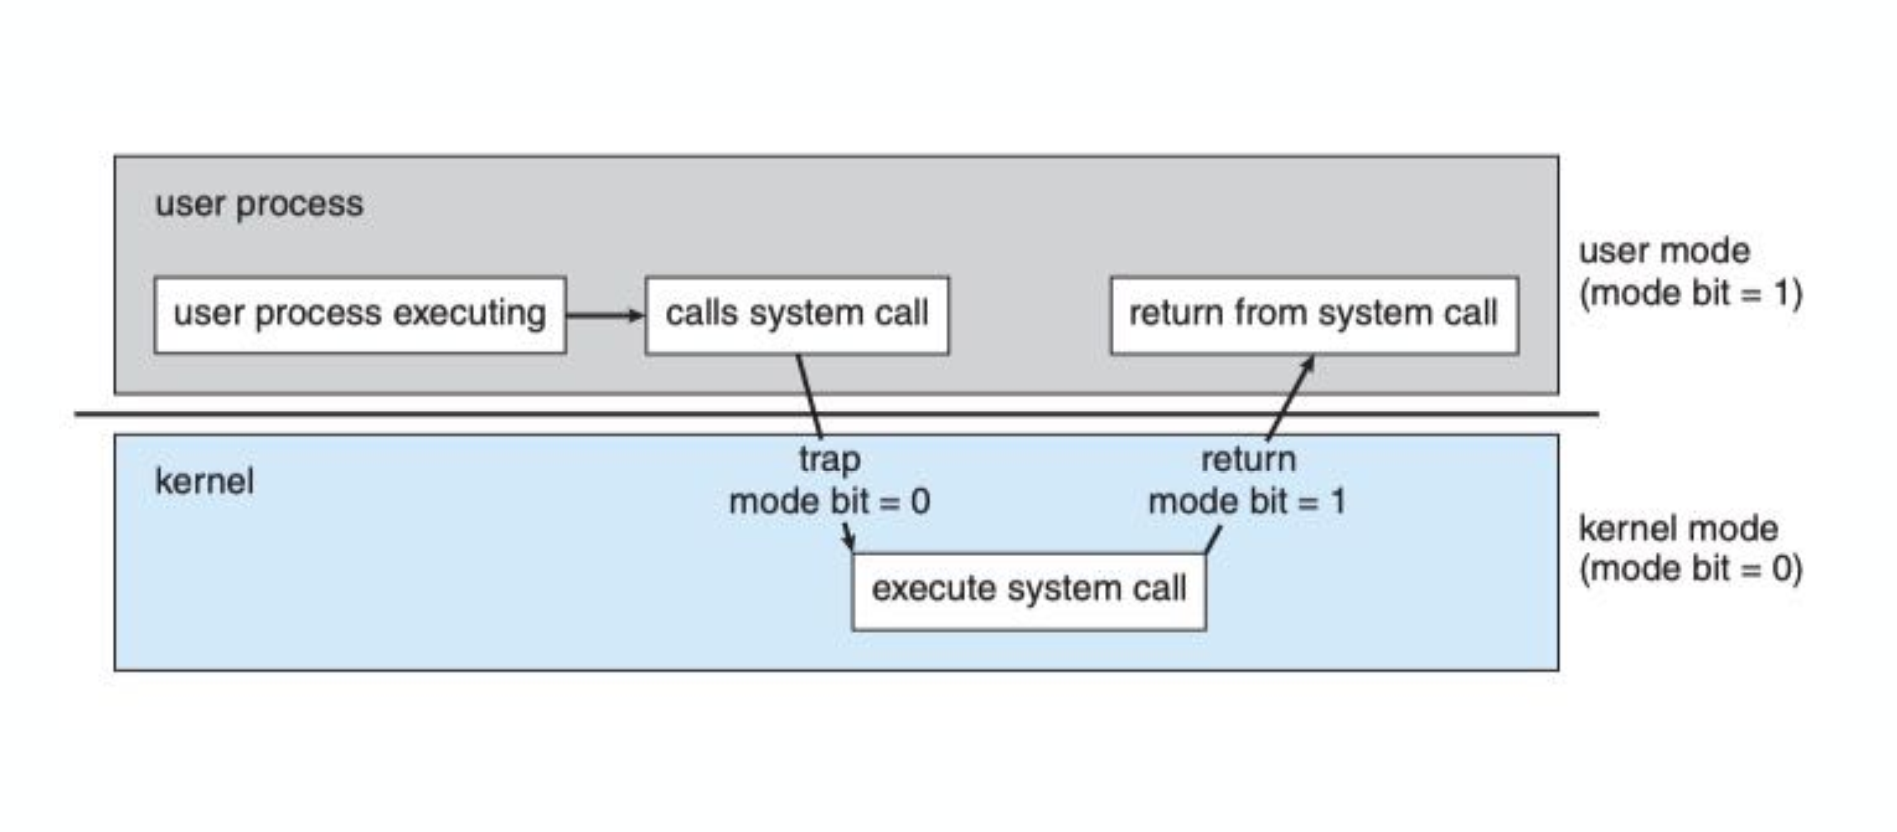 user process
user process executing
calls system call
return from system call
user mode
(mode bit = 1)
kernel
trap
mode bit = 0
return
mode bit = 1
execute system call
kernel mode
(mode bit = 0)